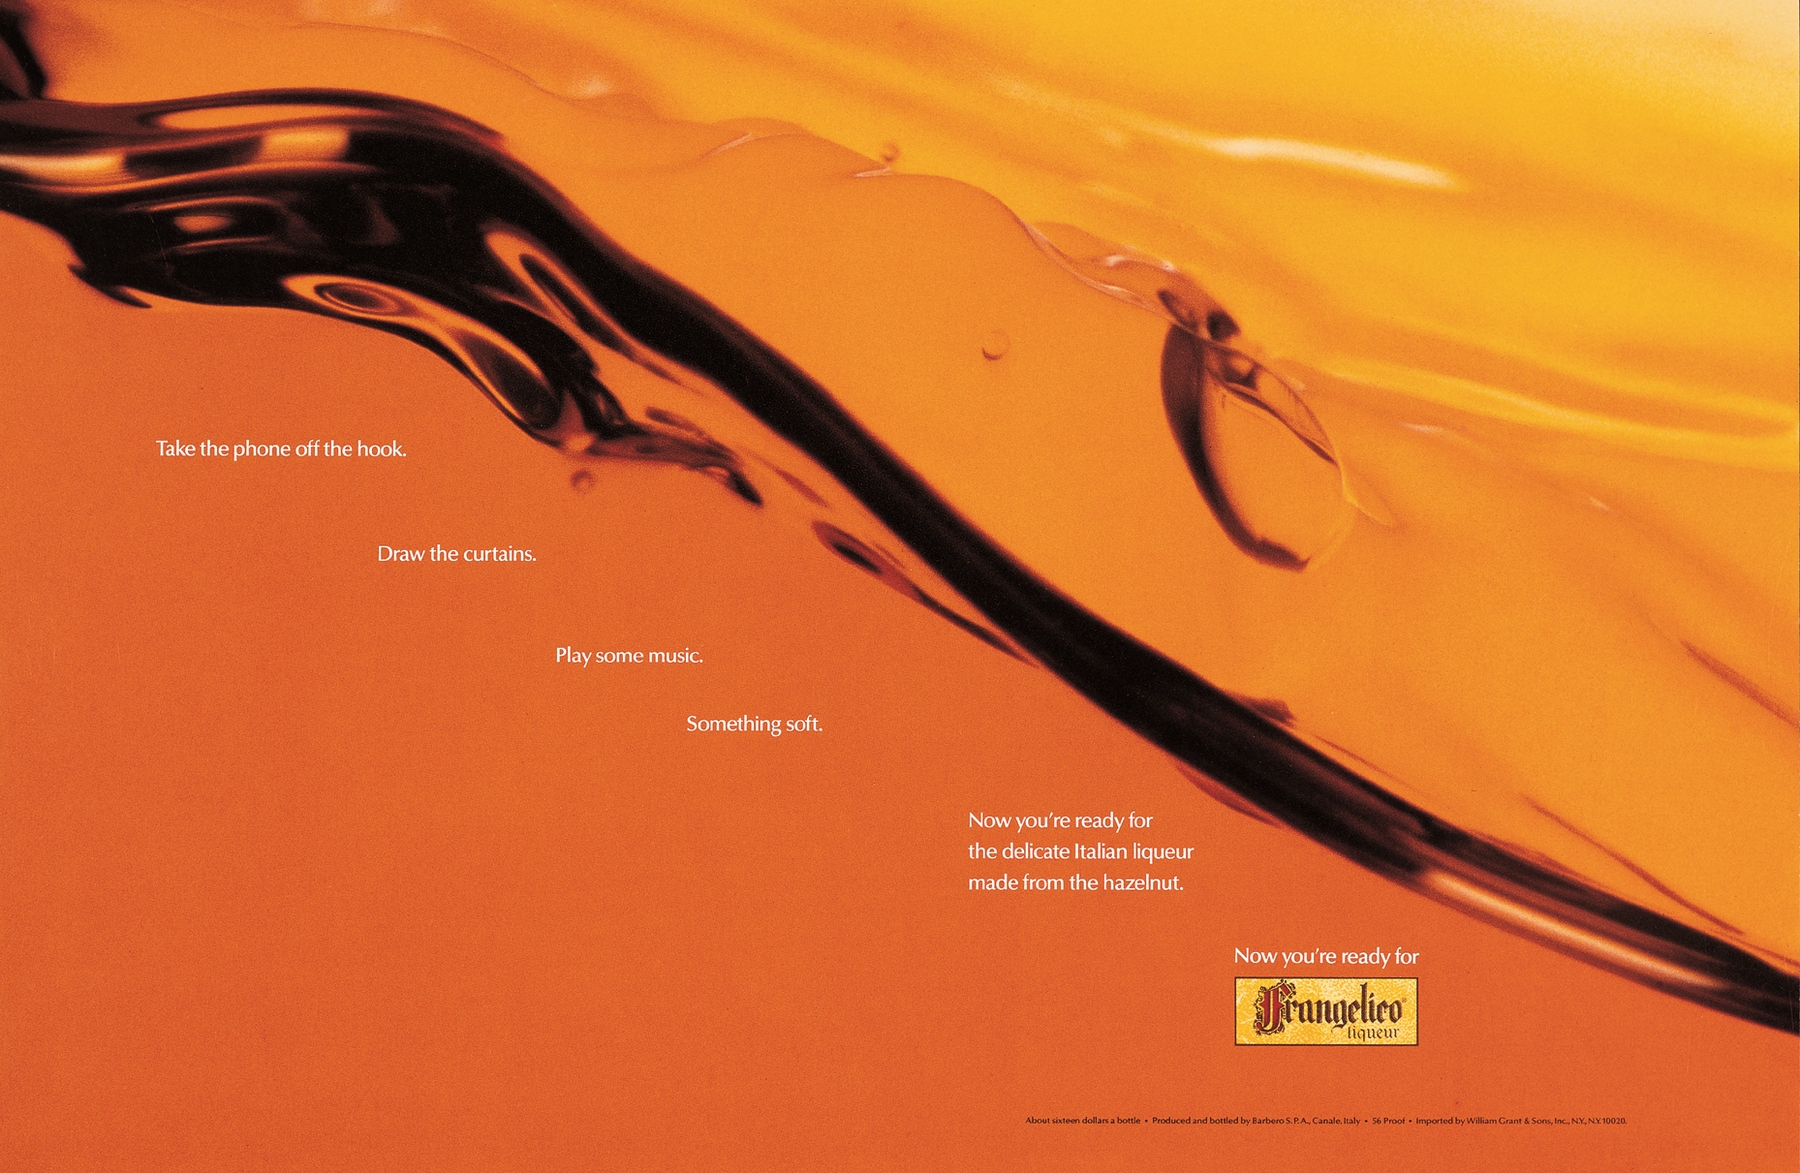 Take the phone off the hook.
Draw the curtains.
Play some music.
Something soft.
Now you're ready for
the delicate Italian liqueur
made from the hazelnut.
Now you're ready for
Frangelico®
liqueur
About sixteen dollars a bottle • Produced and bottled by Barbero S.P.A., Canale, Italy • 56 Proof • Imported by William Grant & Sons, Inc., N.Y., N.Y. 10020.